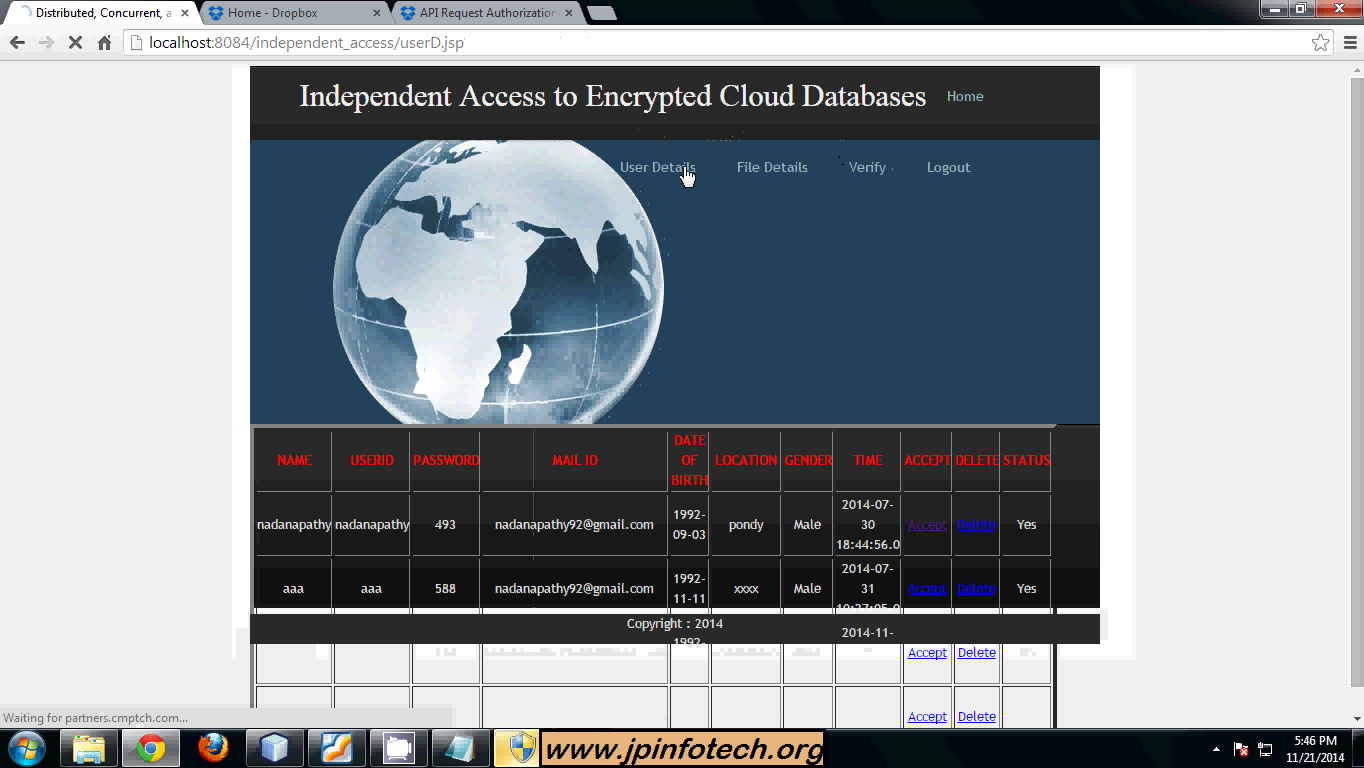 Distributed, Concurrent, a
Home - Dropbox
API Request Authorization
localhost:8084/independent_access/userD.jsp
Independent Access to Encrypted Cloud Databases
Home
User Details
File Details
Verify
Logout
NAME USERID PASSWORD MAIL ID DATE OF BIRTH LOCATION GENDER TIME ACCEPT DELETE STATUS
nadanapathy nadanapathy 493 nadanapathy92@gmail.com 1992-09-03 pondy Male 2014-07-30 18:44:56.0 Accept Delete Yes
aaa aaa 588 nadanapathy92@gmail.com 1992-11-11 xxxx Male 2014-07-31 Accept Delete Yes
Copyright : 2014
1992- 2014-11-
Accept Delete
Accept Delete
Waiting for partners.cmptch.com...
www.jpinfotech.org
5:46 PM
11/21/2014